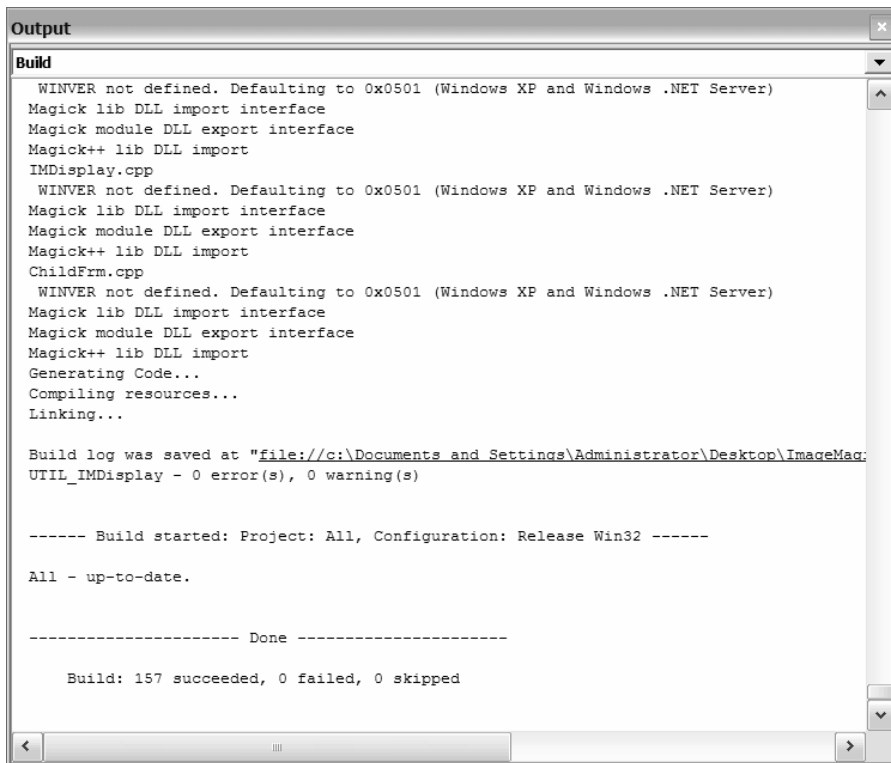 Output
Build
WINVER not defined. Defaulting to 0x0501 (Windows XP and Windows .NET Server)
Magick lib DLL import interface
Magick module DLL export interface
Magick++ lib DLL import
IMDisplay.cpp
WINVER not defined. Defaulting to 0x0501 (Windows XP and Windows .NET Server)
Magick lib DLL import interface
Magick module DLL export interface
Magick++ lib DLL import
ChildFrm.cpp
WINVER not defined. Defaulting to 0x0501 (Windows XP and Windows .NET Server)
Magick lib DLL import interface
Magick module DLL export interface
Magick++ lib DLL import
Generating Code...
Compiling resources...
Linking...
Build log was saved at "file://c:\Documents and Settings\Administrator\Desktop\ImageMag
UTIL_IMDisplay - 0 error(s), 0 warning(s)
------ Build started: Project: All, Configuration: Release Win32 ------
All - up-to-date.
---------------------- Done ----------------------
Build: 157 succeeded, 0 failed, 0 skipped